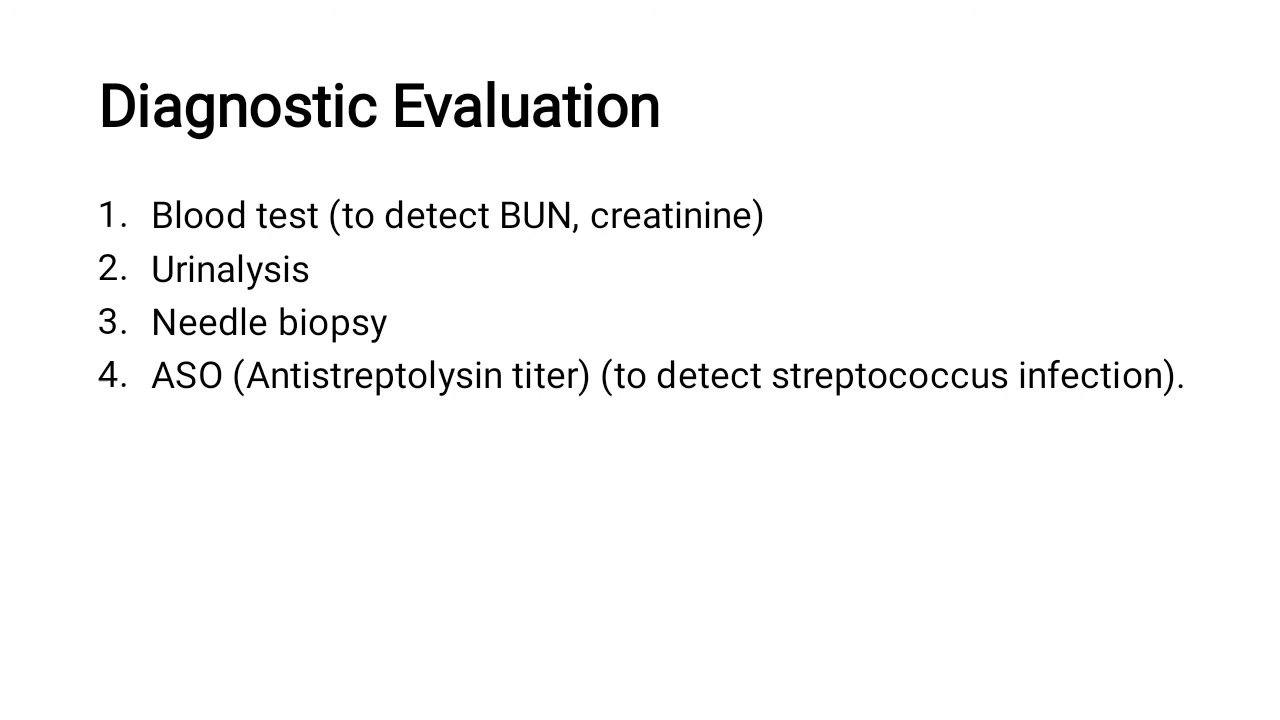 Diagnostic Evaluation
1. Blood test (to detect BUN, creatinine)
2. Urinalysis
3. Needle biopsy
4. ASO (Antistreptolysin titer) (to detect streptococcus infection).